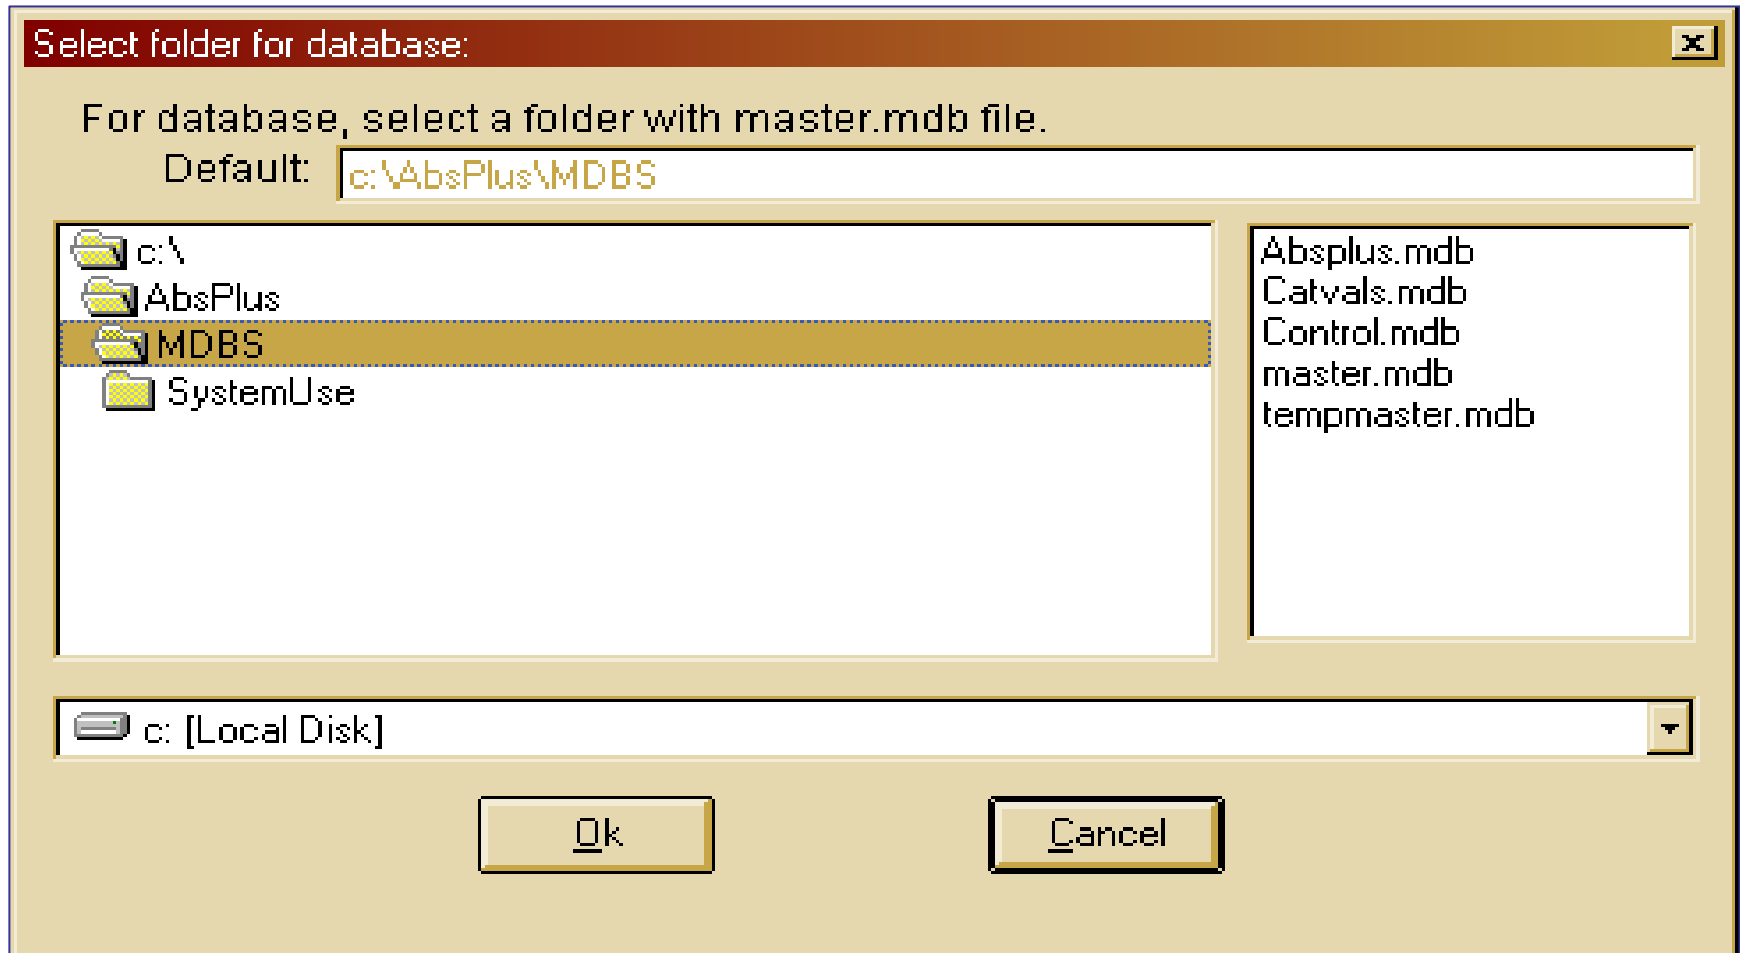 Select folder for database:
For database, select a folder with master.mdb file.
Default: c:\AbsPlus\MDBS
c:\
AbsPlus
MDBS
SystemUse
Absplus.mdb
Catvals.mdb
Control.mdb
master.mdb
tempmaster.mdb
c: [Local Disk]
Ok
Cancel